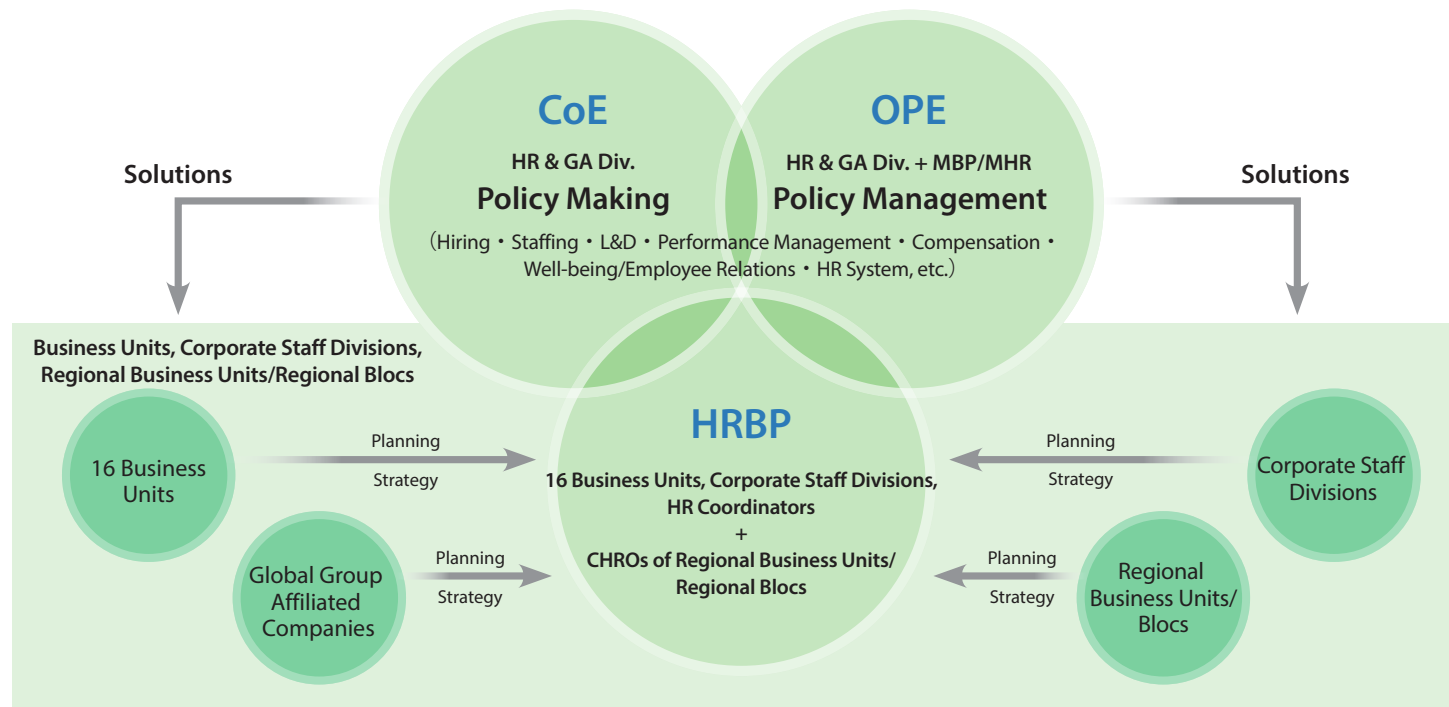 CoE
HR & GA Div.
Policy Making
OPE
HR & GA Div. + MBP/MHR
Policy Management
（Hiring・Staffing・L&D・Performance Management・Compensation・
Well-being/Employee Relations・HR System, etc.）
Solutions
Solutions
Business Units, Corporate Staff Divisions,
Regional Business Units/Regional Blocs
16 Business
Units
Planning
Strategy
Global Group
Affiliated
Companies
Planning
Strategy
HRBP
16 Business Units, Corporate Staff Divisions,
HR Coordinators
+
CHROs of Regional Business Units/
Regional Blocs
Planning
Strategy
Corporate Staff
Divisions
Planning
Strategy
Regional
Business Units/
Blocs